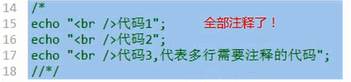 14 /*
15 echo "<br />代码1"; 全部注释了！
16 echo "<br />代码2";
17 echo "<br />代码3,代表多行需要注释的代码";
18 //*/